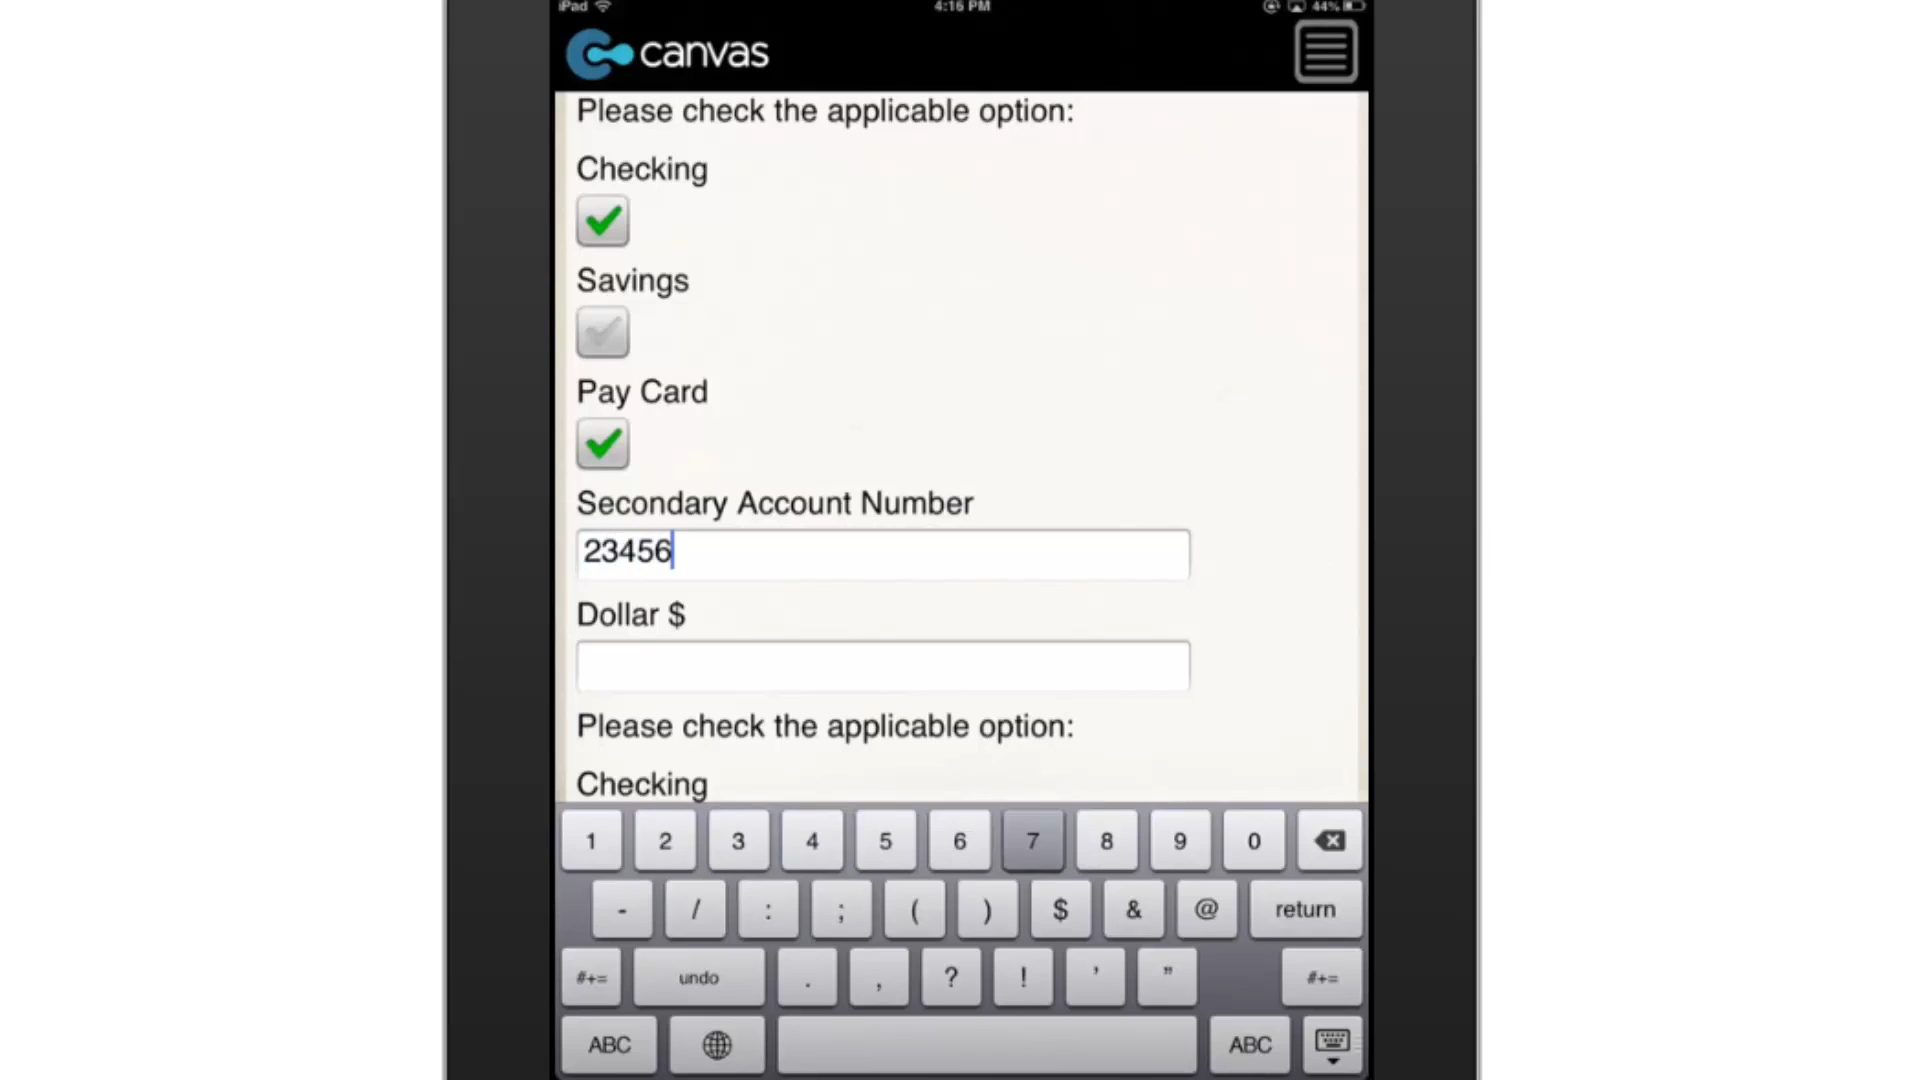 iPad 4:16 PM 44%
canvas
Please check the applicable option:
Checking
Savings
Pay Card
Secondary Account Number
23456
Dollar $
Please check the applicable option:
Checking
1 2 3 4 5 6 7 8 9 0
- / : ; ( ) $ & @ return
#+= undo . , ? ! ' " #+=
ABC ABC